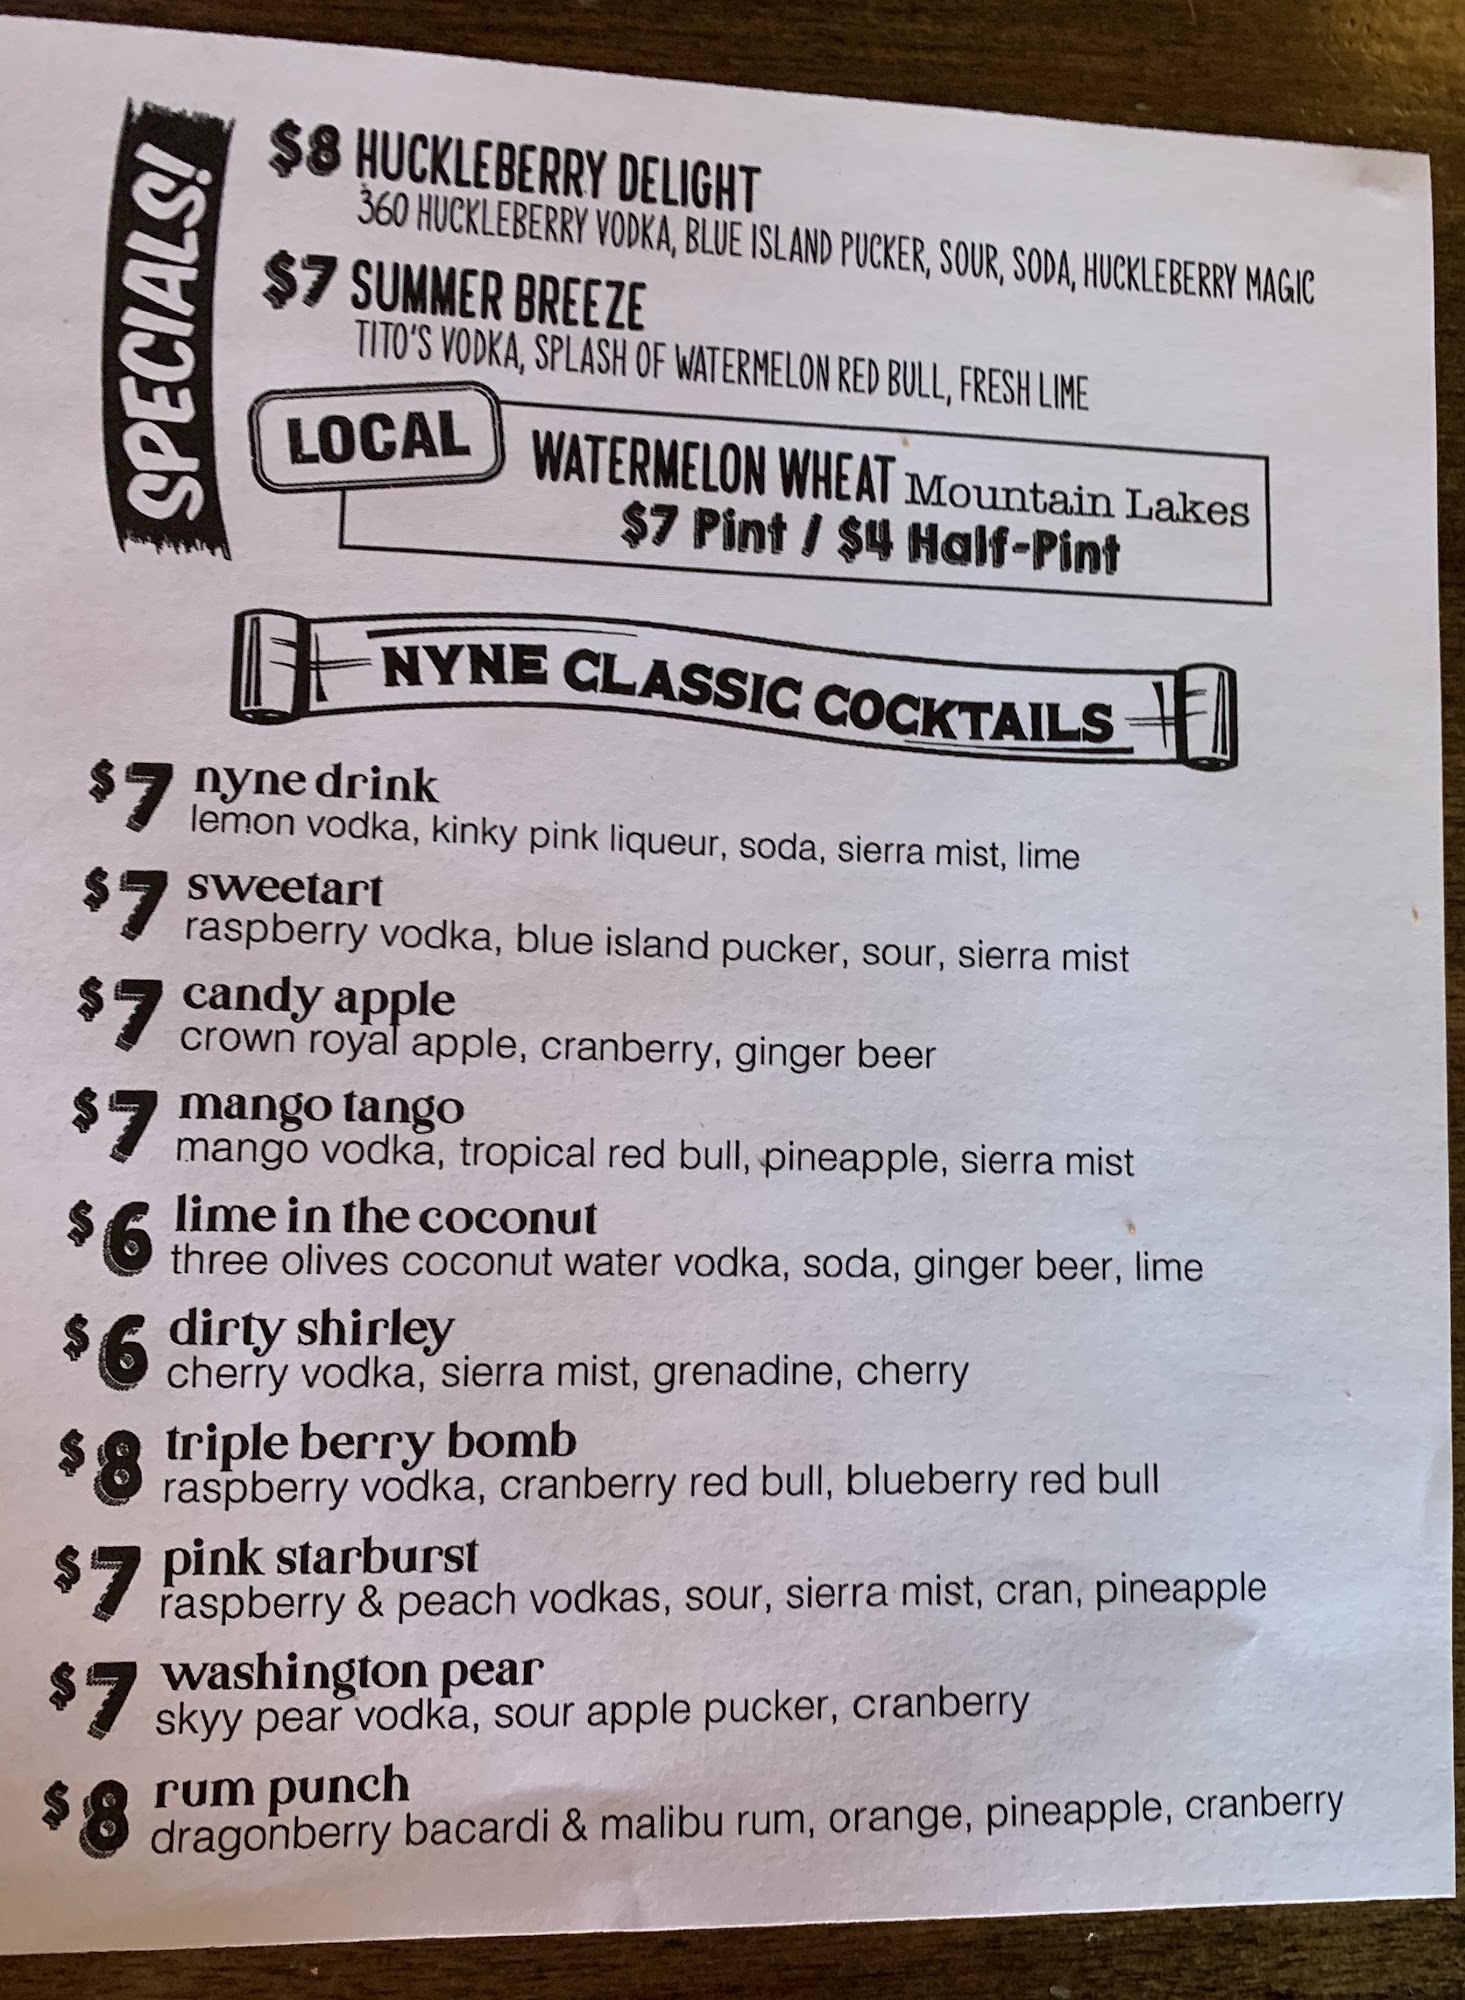 SPECIALS!
$8 HUCKLEBERRY DELIGHT
360 HUCKLEBERRY VODKA, BLUE ISLAND PUCKER, SOUR, SODA, HUCKLEBERRY MAGIC
$7 SUMMER BREEZE
TITO'S VODKA, SPLASH OF WATERMELON RED BULL, FRESH LIME
LOCAL
WATERMELON WHEAT Mountain Lakes
$7 Pint / $4 Half-Pint
NYNE CLASSIC COCKTAILS
$7 nyne drink
lemon vodka, kinky pink liqueur, soda, sierra mist, lime
$7 sweetart
raspberry vodka, blue island pucker, sour, sierra mist
$7 candy apple
crown royal apple, cranberry, ginger beer
$7 mango tango
mango vodka, tropical red bull, pineapple, sierra mist
$6 lime in the coconut
three olives coconut water vodka, soda, ginger beer, lime
$6 dirty shirley
cherry vodka, sierra mist, grenadine, cherry
$8 triple berry bomb
raspberry vodka, cranberry red bull, blueberry red bull
$7 pink starburst
raspberry & peach vodkas, sour, sierra mist, cran, pineapple
$7 washington pear
skyy pear vodka, sour apple pucker, cranberry
$8 rum punch
dragonberry bacardi & malibu rum, orange, pineapple, cranberry